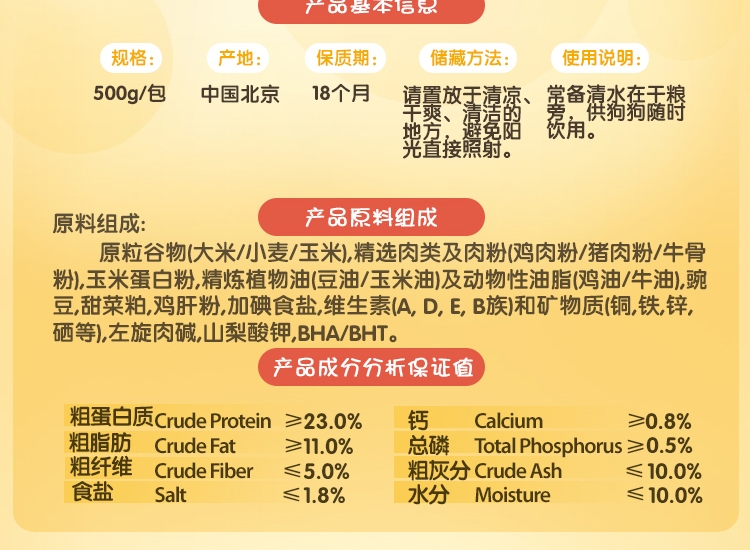 产品基本信息
规格: 产地: 保质期: 储藏方法: 使用说明:
500g/包 中国北京 18个月 请置放于清凉、 常备清水在干粮
干爽、清洁的 旁，供狗狗随时
地方，避免阳 饮用。
光直接照射。
产品原料组成
原料组成:
原粒谷物(大米/小麦/玉米),精选肉类及肉粉(鸡肉粉/猪肉粉/牛骨
粉),玉米蛋白粉,精炼植物油(豆油/玉米油)及动物性油脂(鸡油/牛油),豌
豆,甜菜粕,鸡肝粉,加碘食盐,维生素(A, D, E, B族)和矿物质(铜,铁,锌,
硒等),左旋肉碱,山梨酸钾,BHA/BHT。
产品成分分析保证值
粗蛋白质 Crude Protein ≥23.0% 钙 Calcium ≥0.8%
粗脂肪 Crude Fat ≥11.0% 总磷 Total Phosphorus ≥0.5%
粗纤维 Crude Fiber ≤5.0% 粗灰分 Crude Ash ≤10.0%
食盐 Salt ≤1.8% 水分 Moisture ≤10.0%